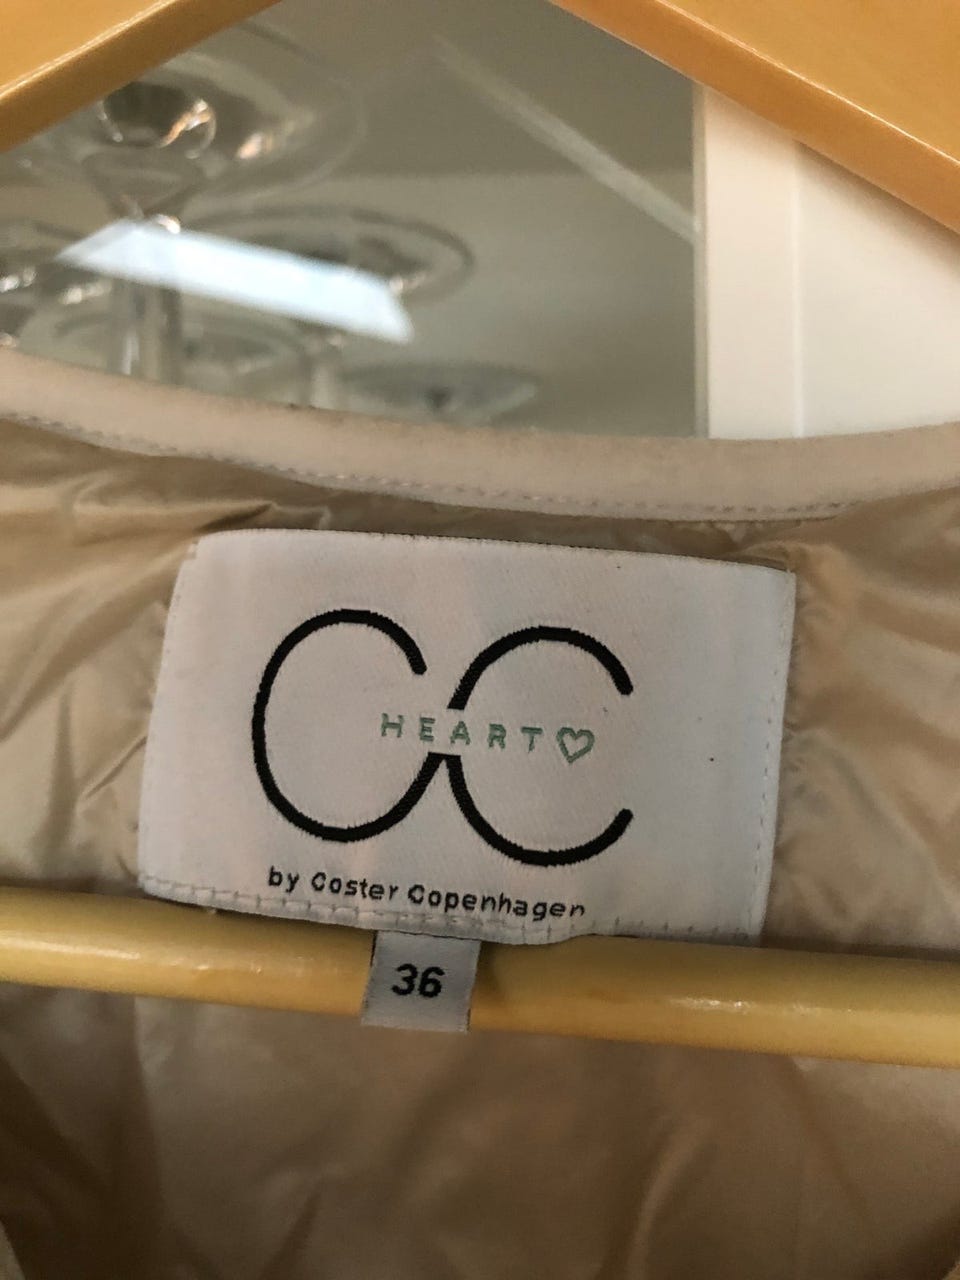 CC
HEART♡
by Coster Copenhagen
36